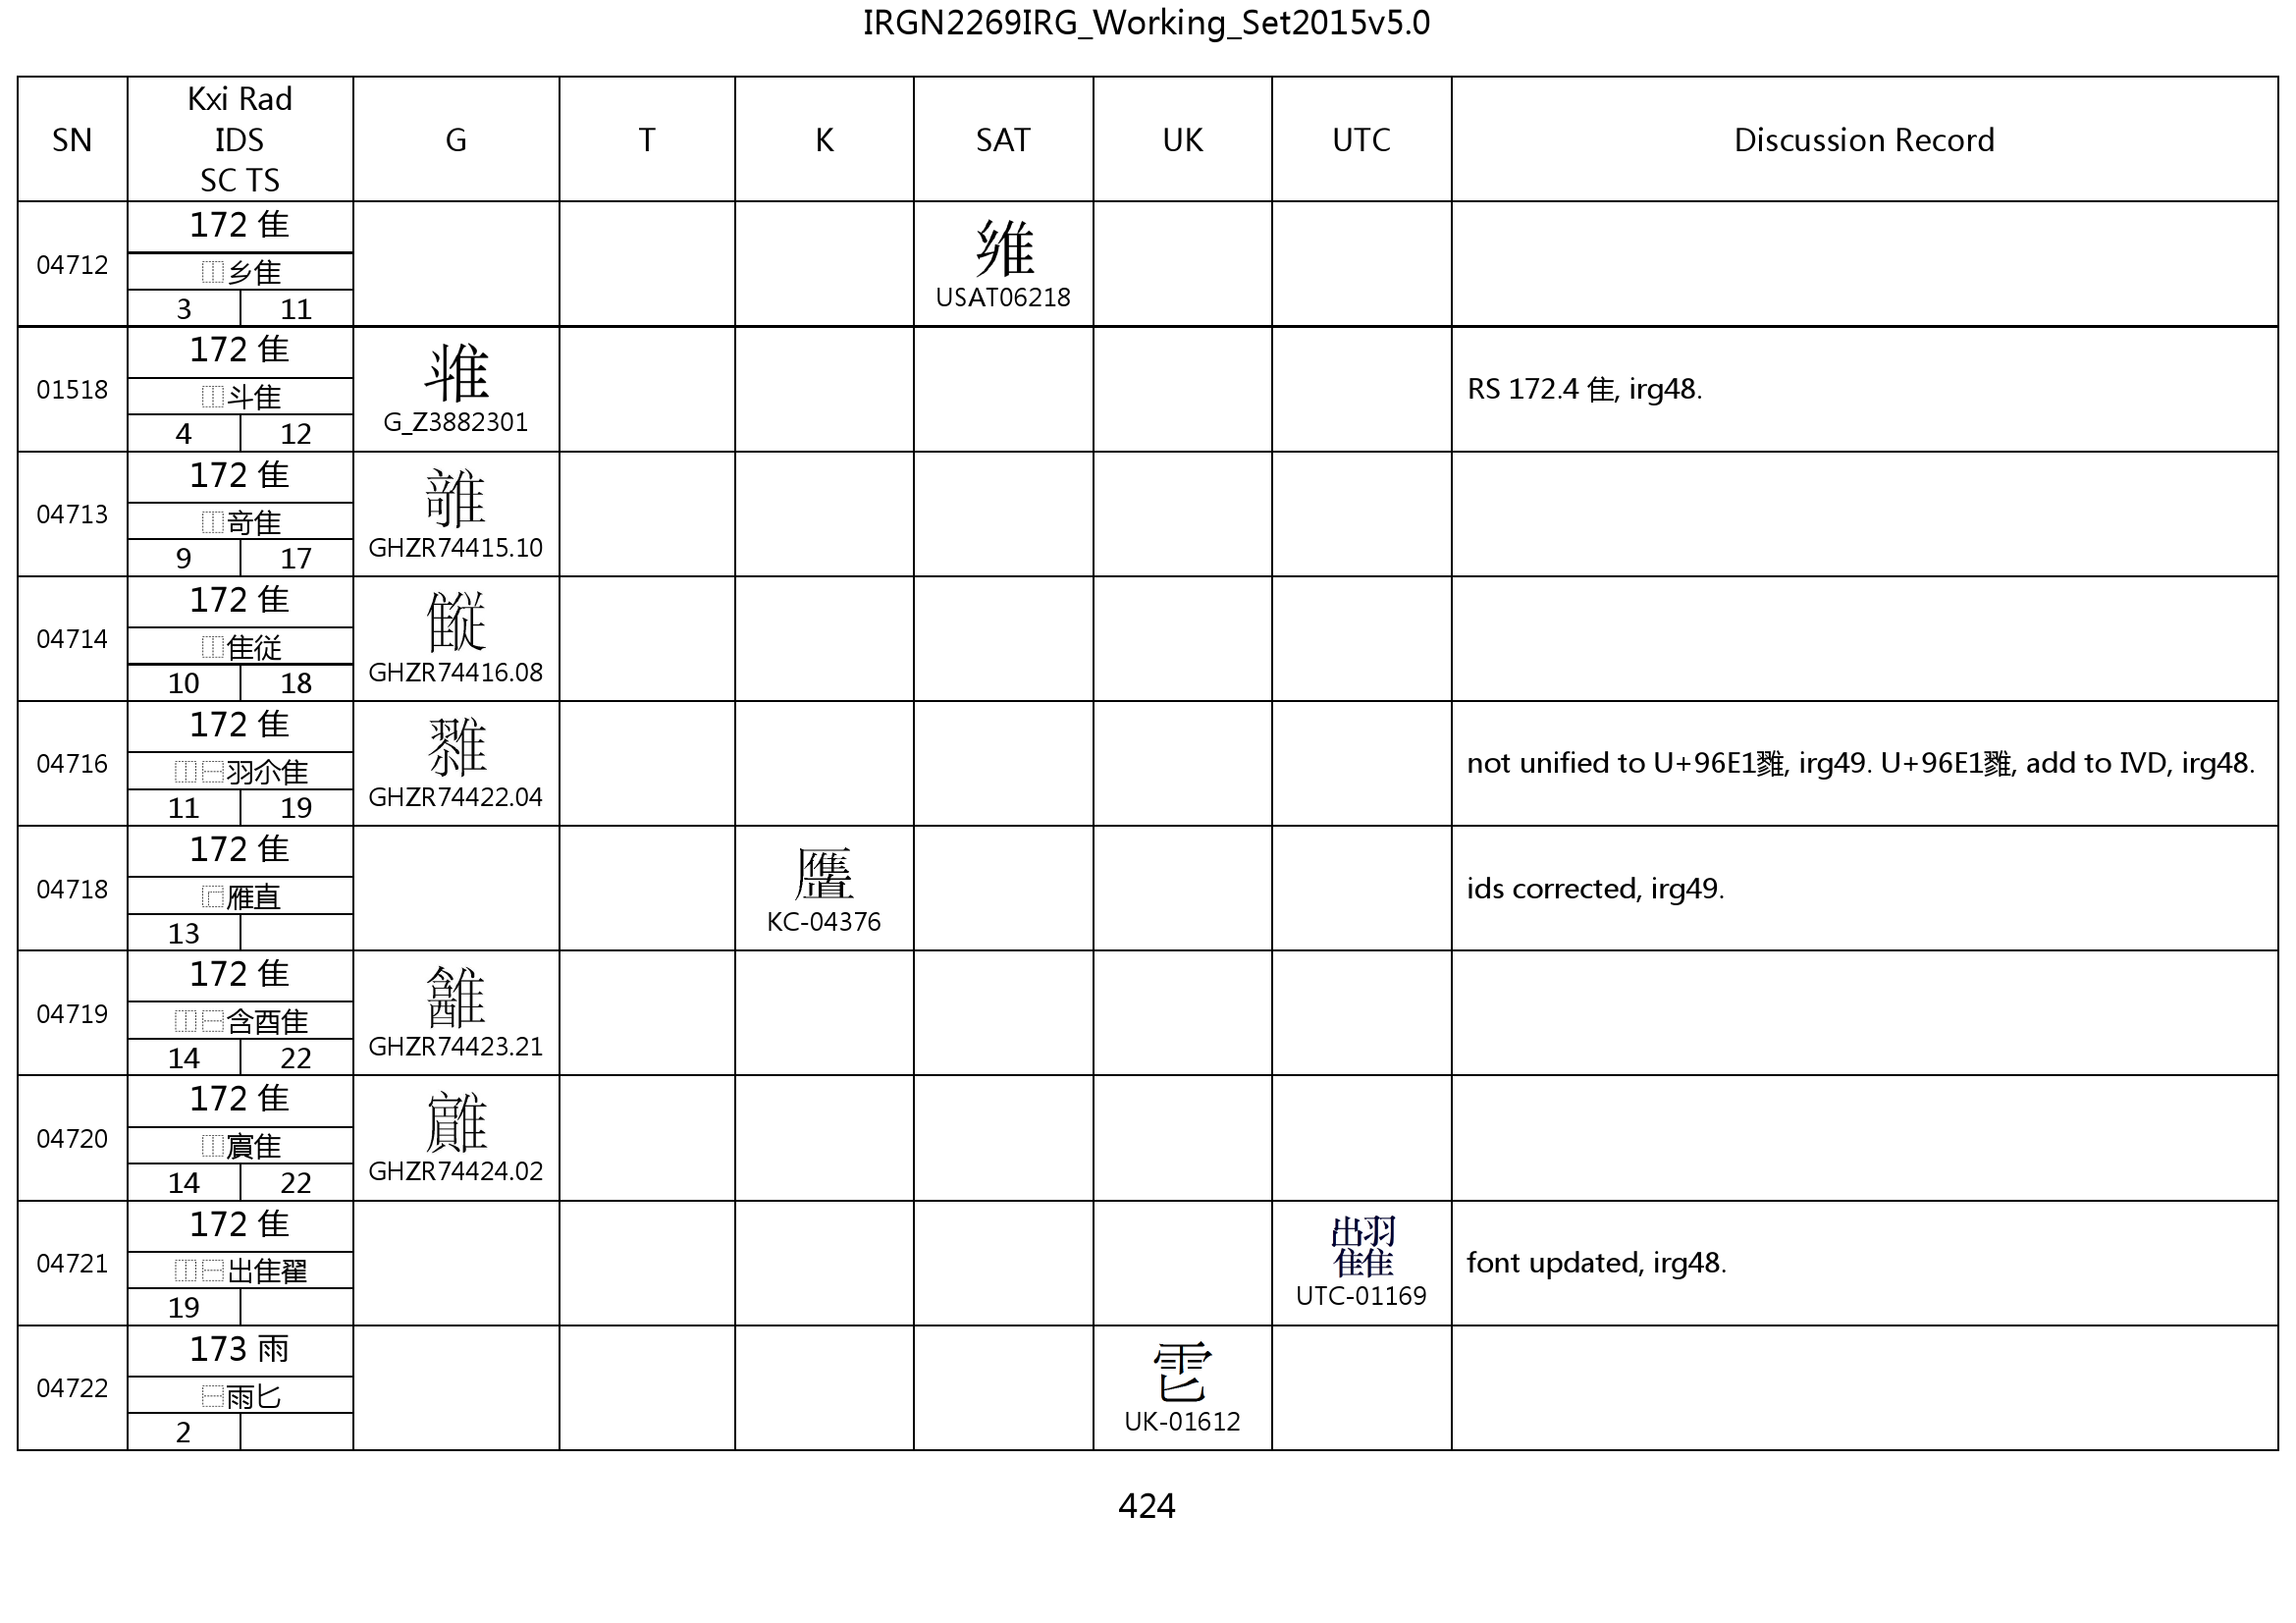 IRGN2269IRG_Working_Set2015v5.0
SN Kxi Rad IDS SC TS G T K SAT UK UTC Discussion Record
04712
172 隹
⿰乡隹
3 11
USAT06218
01518
172 隹
⿰斗隹
4 12
G_Z3882301
RS 172.4 隹, irg48.
04713
172 隹
⿰竒隹
9 17
GHZR74415.10
04714
172 隹
⿰隹従
10 18
GHZR74416.08
04716
172 隹
⿰⿱羽尒隹
11 19
GHZR74422.04
not unified to U+96E1雡, irg49. U+96E1雡, add to IVD, irg48.
04718
172 隹
⿸雁直
13
KC-04376
ids corrected, irg49.
04719
172 隹
⿰⿱含酉隹
14 22
GHZR74423.21
04720
172 隹
⿰賔隹
14 22
GHZR74424.02
04721
172 隹
⿰⿱出隹翟
19
UTC-01169
font updated, irg48.
04722
173 雨
⿱雨匕
2
UK-01612
424